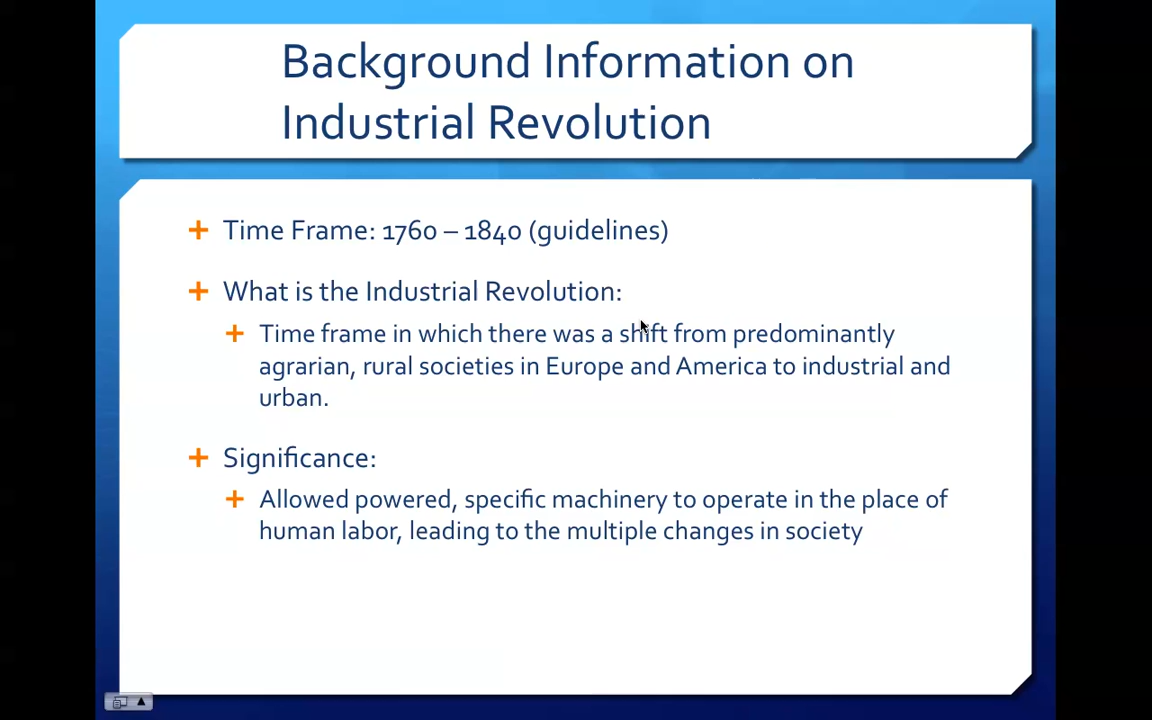 Background Information on
Industrial Revolution
Time Frame: 1760 – 1840 (guidelines)
What is the Industrial Revolution:
Time frame in which there was a shift from predominantly
agrarian, rural societies in Europe and America to industrial and
urban.
Significance:
Allowed powered, specific machinery to operate in the place of
human labor, leading to the multiple changes in society